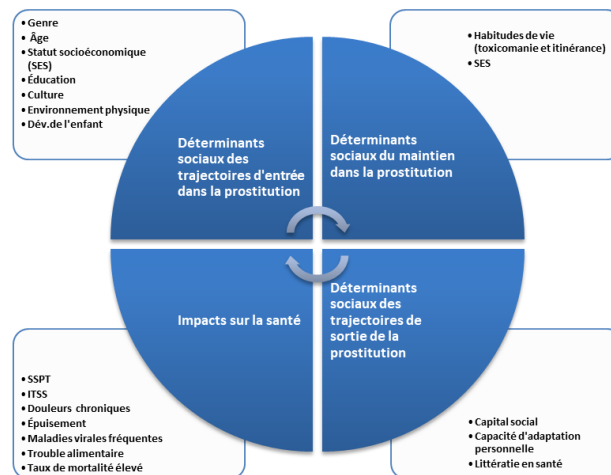 • Genre
• Âge
• Statut socioéconomique
(SES)
• Éducation
• Culture
• Environnement physique
• Dév.de l'enfant
• Habitudes de vie
(toxicomanie et itinérance)
• SES
Déterminants
sociaux des
trajectoires d'entrée
dans la prostitution
Déterminants
sociaux du maintien
dans la prostitution
Impacts sur la santé
Déterminants
sociaux des
trajectoires de
sortie de la
prostitution
• SSPT
• ITSS
• Douleurs chroniques
• Épuisement
• Maladies virales fréquentes
• Trouble alimentaire
• Taux de mortalité élevé
• Capital social
• Capacité d'adaptation
personnelle
• Littératie en santé